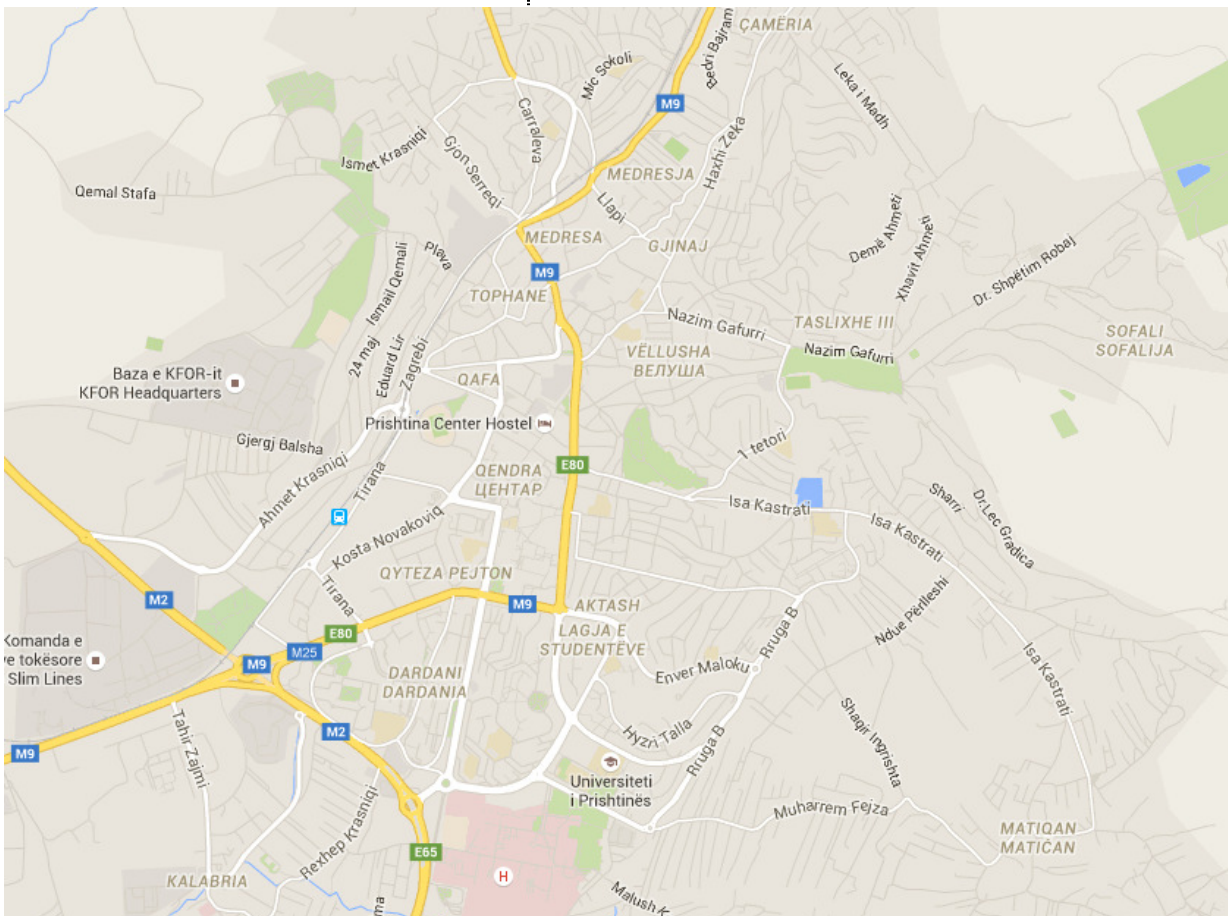 ÇAMËRIA
Mic Sokoli
Bedri Bajram
Leka i Madh
M9
Carraleva
Ismet Krasniqi
Gjon Serreqi
Haxhi Zeka
MEDRESJA
Qemal Stafa
Llapi
Demë Ahmeti
Xhavit Ahmeti
MEDRESA
GJINAJ
Plava
Ismail Qemali
M9
Dr. Shpëtim Robaj
TOPHANE
Nazim Gafurri
TASLIXHE III
SOFALI
SOFALIJA
24 maj
Eduard Lir
Zagrebi
VËLLUSHA
ВЕЛУША
Nazim Gafurri
Baza e KFOR-it
KFOR Headquarters
QAFA
Prishtina Center Hostel
Gjergj Balsha
1 tetori
E80
QENDRA
ЦЕНТАР
Ahmet Krasniqi
Tirana
Isa Kastrati
Sharri
Dr.Lec Gradica
Isa Kastrati
Kosta Novakoviq
QYTEZA PEJTON
Tirana
M2
M9
AKTASH
Ndue Përlleshi
E80
LAGJA E
STUDENTËVE
Rruga B
Komanda e
ve tokësore
Slim Lines
M25
M9
DARDANI
DARDANIA
Enver Maloku
Isa Kastrati
Tahir Zajmi
M2
Hyzri Talla
Shaqir Ingrishta
M9
Rruga B
Universiteti
i Prishtinës
Rexhep Krasniqi
Muharrem Fejza
MATIQAN
MATIČAN
E65
KALABRIA
H
Malush K
ma